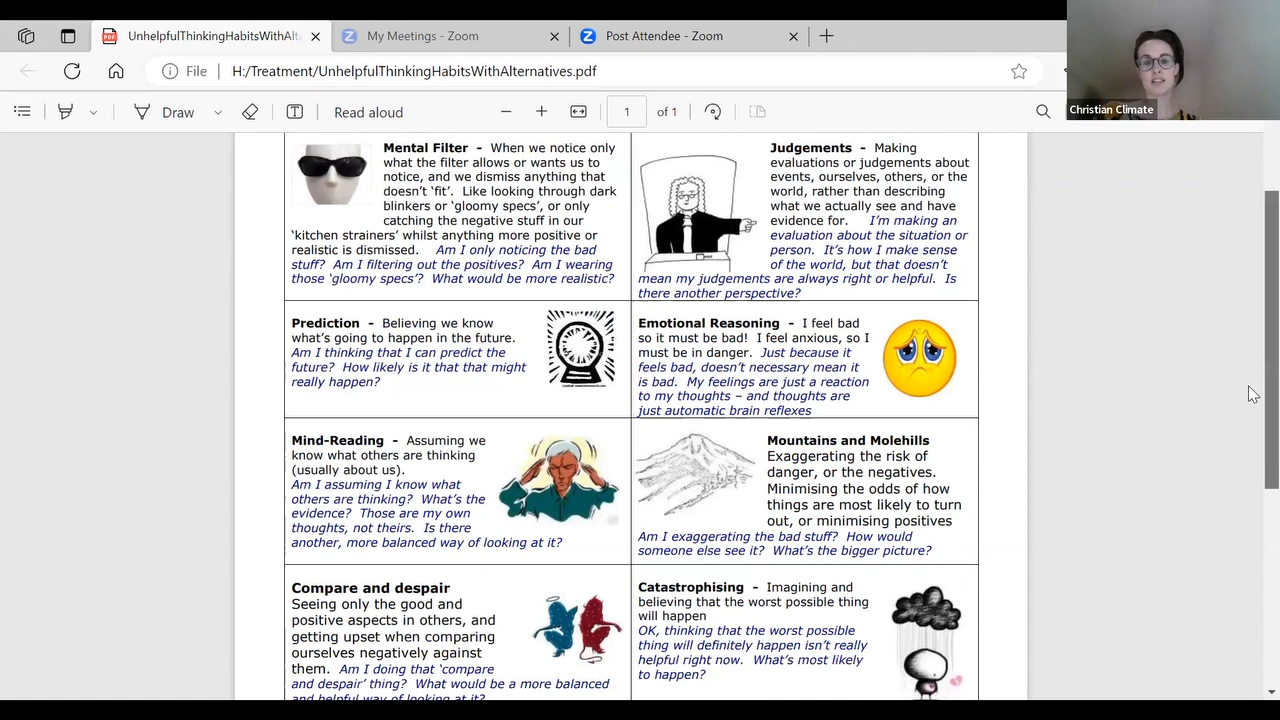 UnhelpfulThinkingHabitsWithAlt
My Meetings - Zoom
Post Attendee - Zoom
File
H:/Treatment/UnhelpfulThinkingHabitsWithAlternatives.pdf
Draw
Read aloud
1
of 1
Christian Climate
Mental Filter - When we notice only
what the filter allows or wants us to
notice, and we dismiss anything that
doesn't 'fit'. Like looking through dark
blinkers or 'gloomy specs', or only
catching the negative stuff in our
'kitchen strainers' whilst anything more positive or
realistic is dismissed. Am I only noticing the bad
stuff? Am I filtering out the positives? Am I wearing
those 'gloomy specs'? What would be more realistic?
Judgements - Making
evaluations or judgements about
events, ourselves, others, or the
world, rather than describing
what we actually see and have
evidence for. I'm making an
evaluation about the situation or
person. It's how I make sense
of the world, but that doesn't
mean my judgements are always right or helpful. Is
there another perspective?
Prediction - Believing we know
what's going to happen in the future.
Am I thinking that I can predict the
future? How likely is it that that might
really happen?
Emotional Reasoning - I feel bad
so it must be bad! I feel anxious, so I
must be in danger. Just because it
feels bad, doesn't necessary mean it
is bad. My feelings are just a reaction
to my thoughts – and thoughts are
just automatic brain reflexes
Mind-Reading - Assuming we
know what others are thinking
(usually about us).
Am I assuming I know what
others are thinking? What's the
evidence? Those are my own
thoughts, not theirs. Is there
another, more balanced way of looking at it?
Mountains and Molehills
Exaggerating the risk of
danger, or the negatives.
Minimising the odds of how
things are most likely to turn
out, or minimising positives
Am I exaggerating the bad stuff? How would
someone else see it? What's the bigger picture?
Compare and despair
Seeing only the good and
positive aspects in others, and
getting upset when comparing
ourselves negatively against
them. Am I doing that 'compare
and despair' thing? What would be a more balanced
and helpful way of looking at it?
Catastrophising - Imagining and
believing that the worst possible thing
will happen
OK, thinking that the worst possible
thing will definitely happen isn't really
helpful right now. What's most likely
to happen?